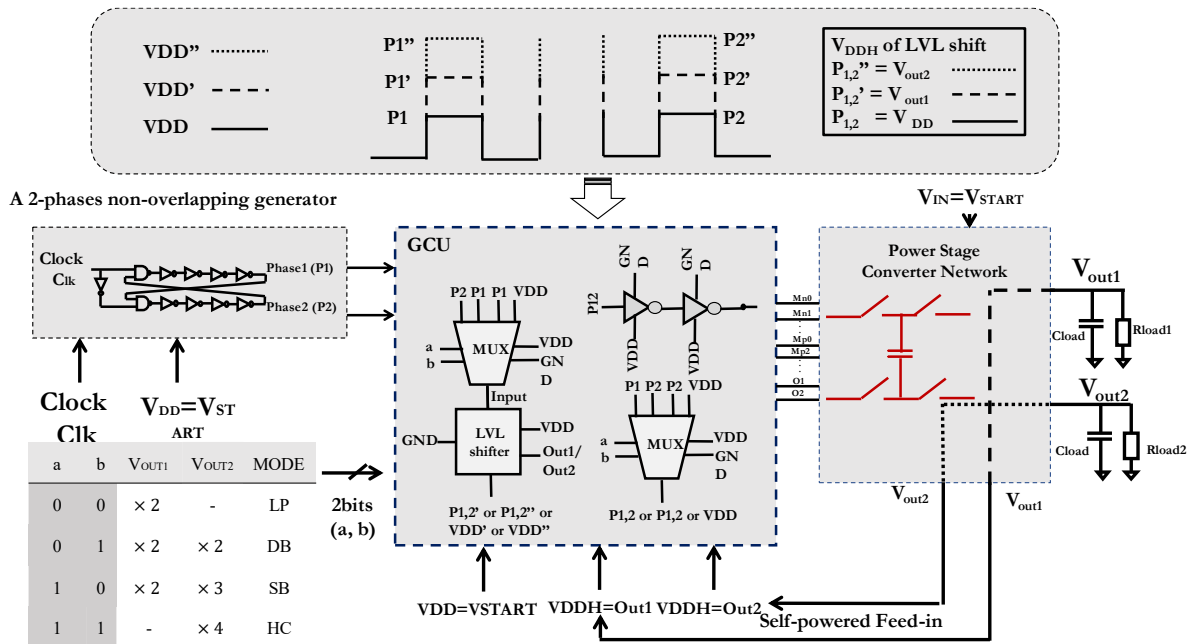 VDD”
VDD’
VDD
P1”
P1’
P1
P2”
P2’
P2
VDDH of LVL shift
P1,2” = Vout2
P1,2’ = Vout1
P1,2 = VDD
A 2-phases non-overlapping generator
Clock
Clk
Phase1 (P1)
Phase2 (P2)
Clock
Clk
VDD=VST
ART
GCU
P2 P1 P1 VDD
a
b
MUX
VDD
GN
D
Input
GND
LVL
shifter
VDD
Out1/
Out2
P1,2’ or P1,2” or
VDD’ or VDD”
GN
D
GN
D
P12
VDD
VDD
P1 P2 P2 VDD
a
b
MUX
VDD
GN
D
P1,2 or P1,2 or VDD
Mn0
Mn1
Mp0
Mp2
O1
O2
VIN=VSTART
Power Stage
Converter Network
Vout1
Cload
Rload1
Vout2
Cload
Rload2
Vout2
Vout1
a b VOUT1 VOUT2 MODE
0 0 × 2 - LP
0 1 × 2 × 2 DB
1 0 × 2 × 3 SB
1 1 - × 4 HC
2bits
(a, b)
VDD=VSTART
VDDH=Out1
VDDH=Out2
Self-powered Feed-in